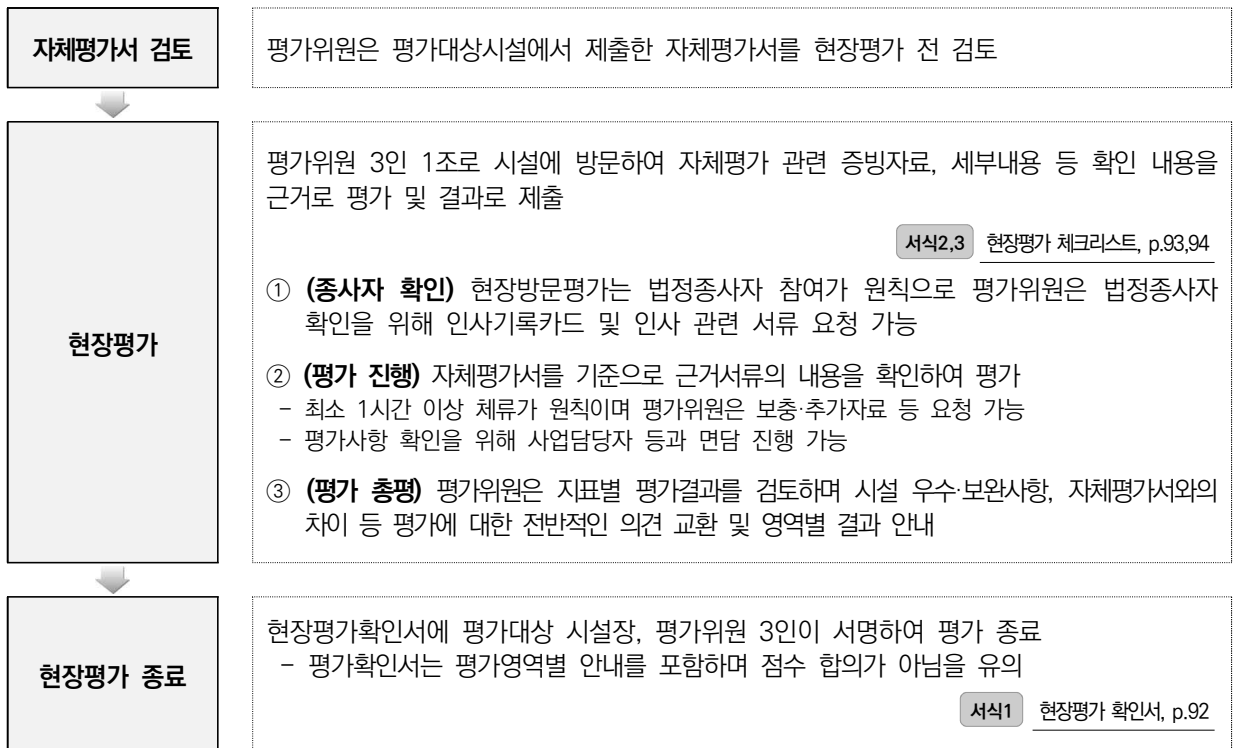 자체평가서 검토
평가위원은 평가대상시설에서 제출한 자체평가서를 현장평가 전 검토
현장평가
평가위원 3인 1조로 시설에 방문하여 자체평가 관련 증빙자료, 세부내용 등 확인 내용을
근거로 평가 및 결과로 제출
서식2,3 현장평가 체크리스트, p.93,94
① (종사자 확인) 현장방문평가는 법정종사자 참여가 원칙으로 평가위원은 법정종사자
확인을 위해 인사기록카드 및 인사 관련 서류 요청 가능
② (평가 진행) 자체평가서를 기준으로 근거서류의 내용을 확인하여 평가
- 최소 1시간 이상 체류가 원칙이며 평가위원은 보충·추가자료 등 요청 가능
- 평가사항 확인을 위해 사업담당자 등과 면담 진행 가능
③ (평가 총평) 평가위원은 지표별 평가결과를 검토하며 시설 우수·보완사항, 자체평가서와의
차이 등 평가에 대한 전반적인 의견 교환 및 영역별 결과 안내
현장평가 종료
현장평가확인서에 평가대상 시설장, 평가위원 3인이 서명하여 평가 종료
- 평가확인서는 평가영역별 안내를 포함하며 점수 합의가 아님을 유의
서식1 현장평가 확인서, p.92